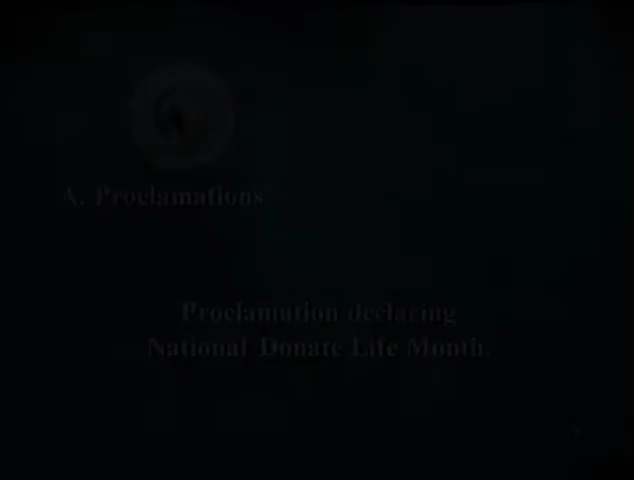 A. Proclamations
Proclamation declaring
National Donate Life Month.